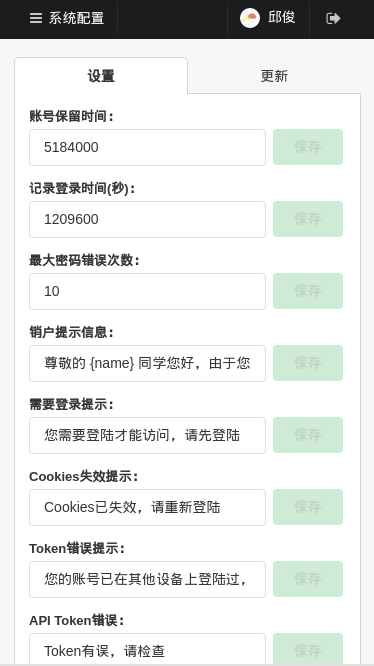 系统配置
邱俊
设置
更新
账号保留时间：
5184000
保存
记录登录时间(秒)：
1209600
保存
最大密码错误次数：
10
保存
销户提示信息：
尊敬的 {name} 同学您好，由于您
保存
需要登录提示：
您需要登陆才能访问，请先登陆
保存
Cookies失效提示：
Cookies已失效，请重新登陆
保存
Token错误提示：
您的账号已在其他设备上登陆过，
保存
API Token错误：
Token有误，请检查
保存